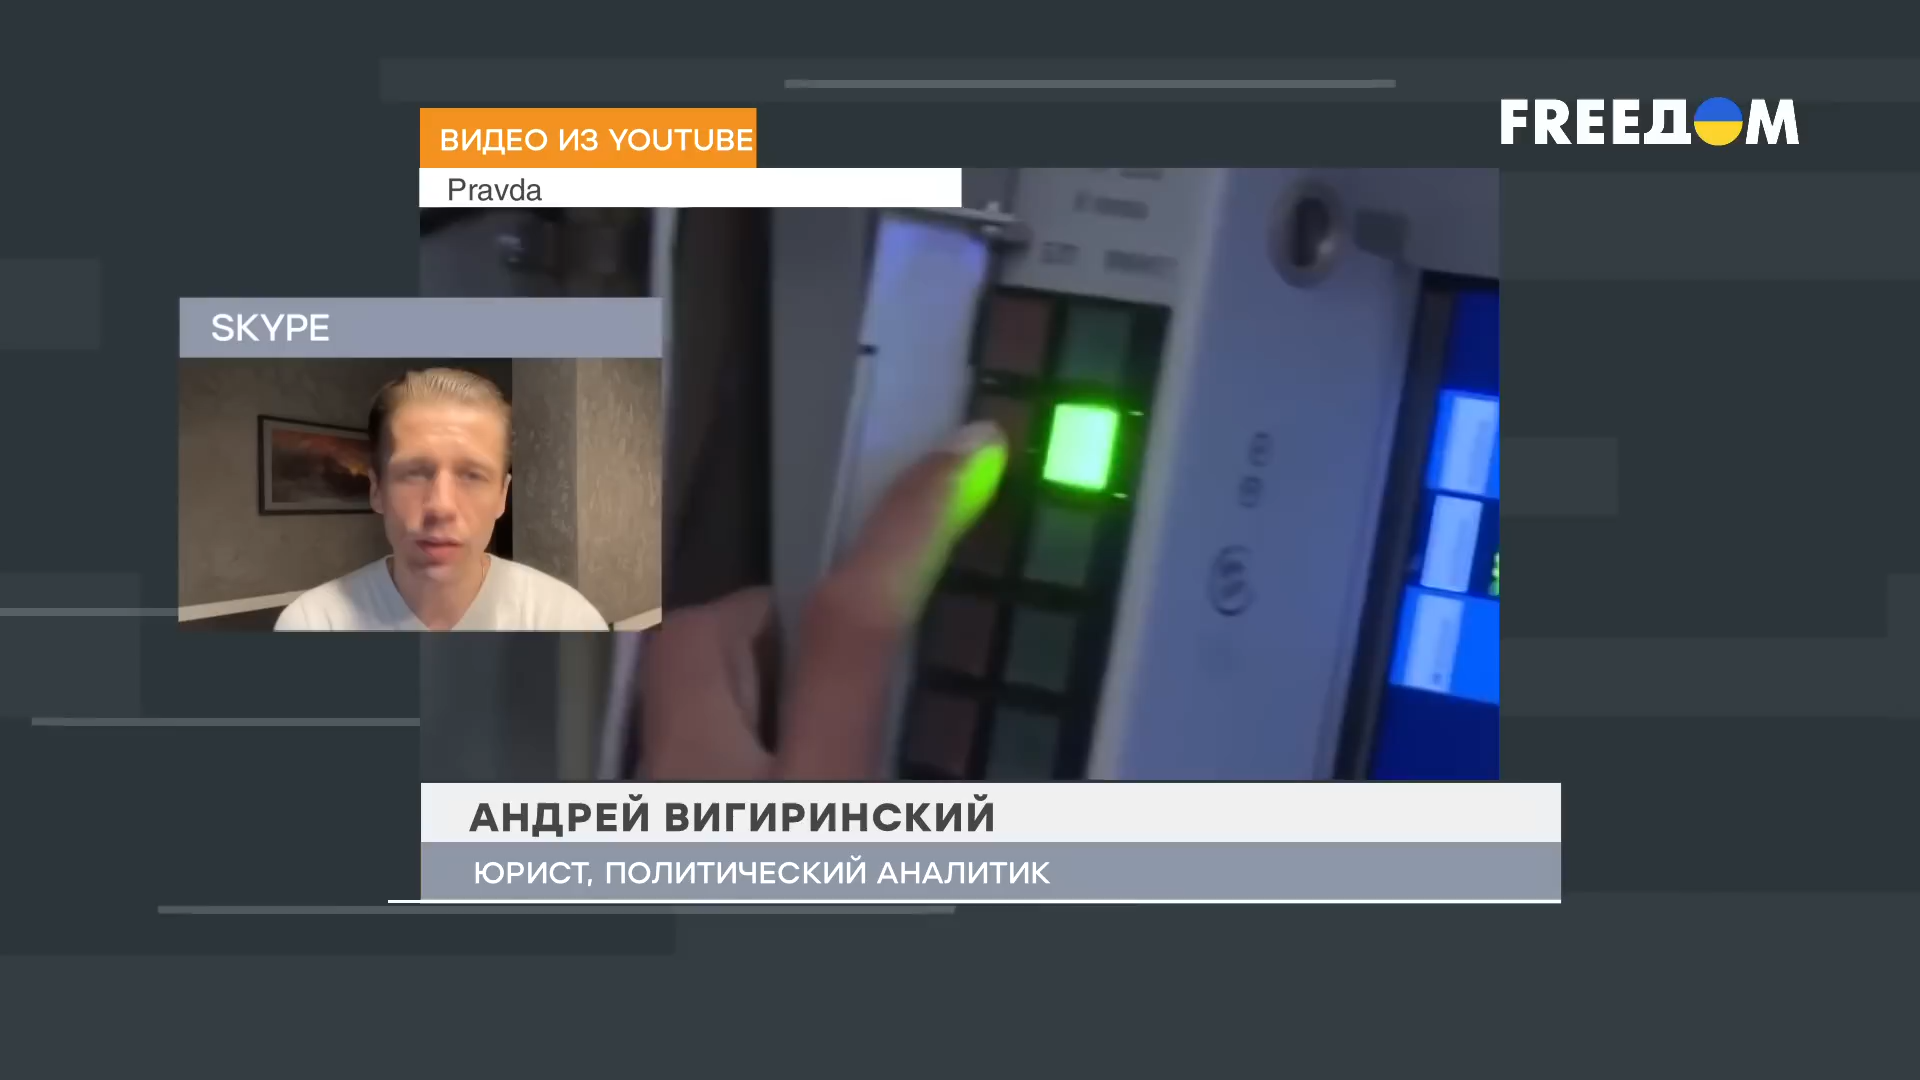 ВИДЕО ИЗ YOUTUBE
FREEДOM
Pravda
SKYPE
АНДРЕЙ ВИГИРИНСКИЙ
ЮРИСТ, ПОЛИТИЧЕСКИЙ АНАЛИТИК